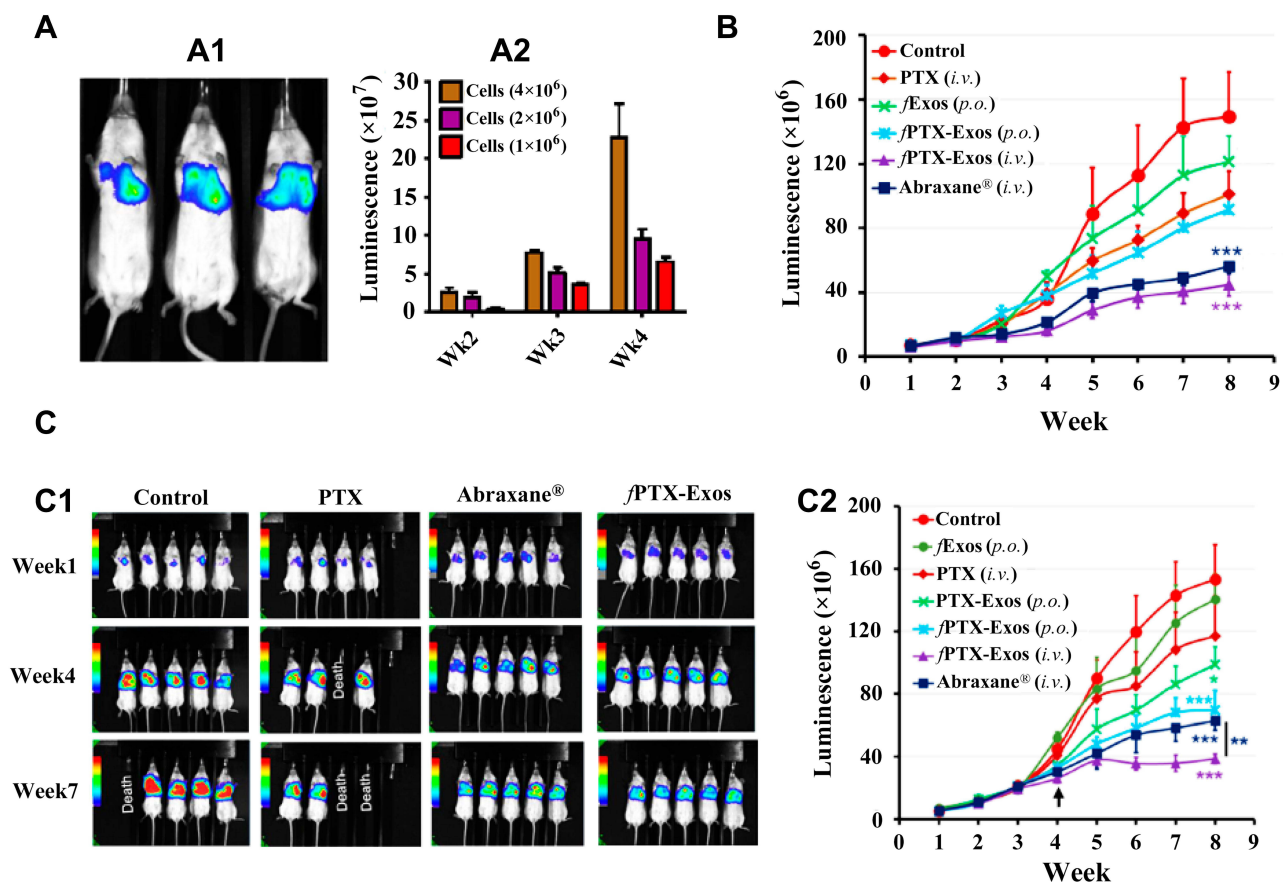 A
A1
A2
Luminescence (×10⁷)
30
25
20
15
10
5
0
Cells (4×10⁶)
Cells (2×10⁶)
Cells (1×10⁶)
Wk2
Wk3
Wk4
B
Luminescence (×10⁶)
200
160
120
80
40
0
Control
PTX (i.v.)
fExos (p.o.)
fPTX-Exos (p.o.)
fPTX-Exos (i.v.)
Abraxane® (i.v.)
***
***
0 1 2 3 4 5 6 7 8 9
Week
C
C1
Control
PTX
Abraxane®
fPTX-Exos
Week1
Week4
Death
Week7
Death
Death
Death
C2
Luminescence (×10⁶)
200
160
120
80
40
0
Control
fExos (p.o.)
PTX (i.v.)
PTX-Exos (p.o.)
fPTX-Exos (p.o.)
fPTX-Exos (i.v.)
Abraxane® (i.v.)
*
***
*** **
***
0 1 2 3 4 5 6 7 8 9
Week